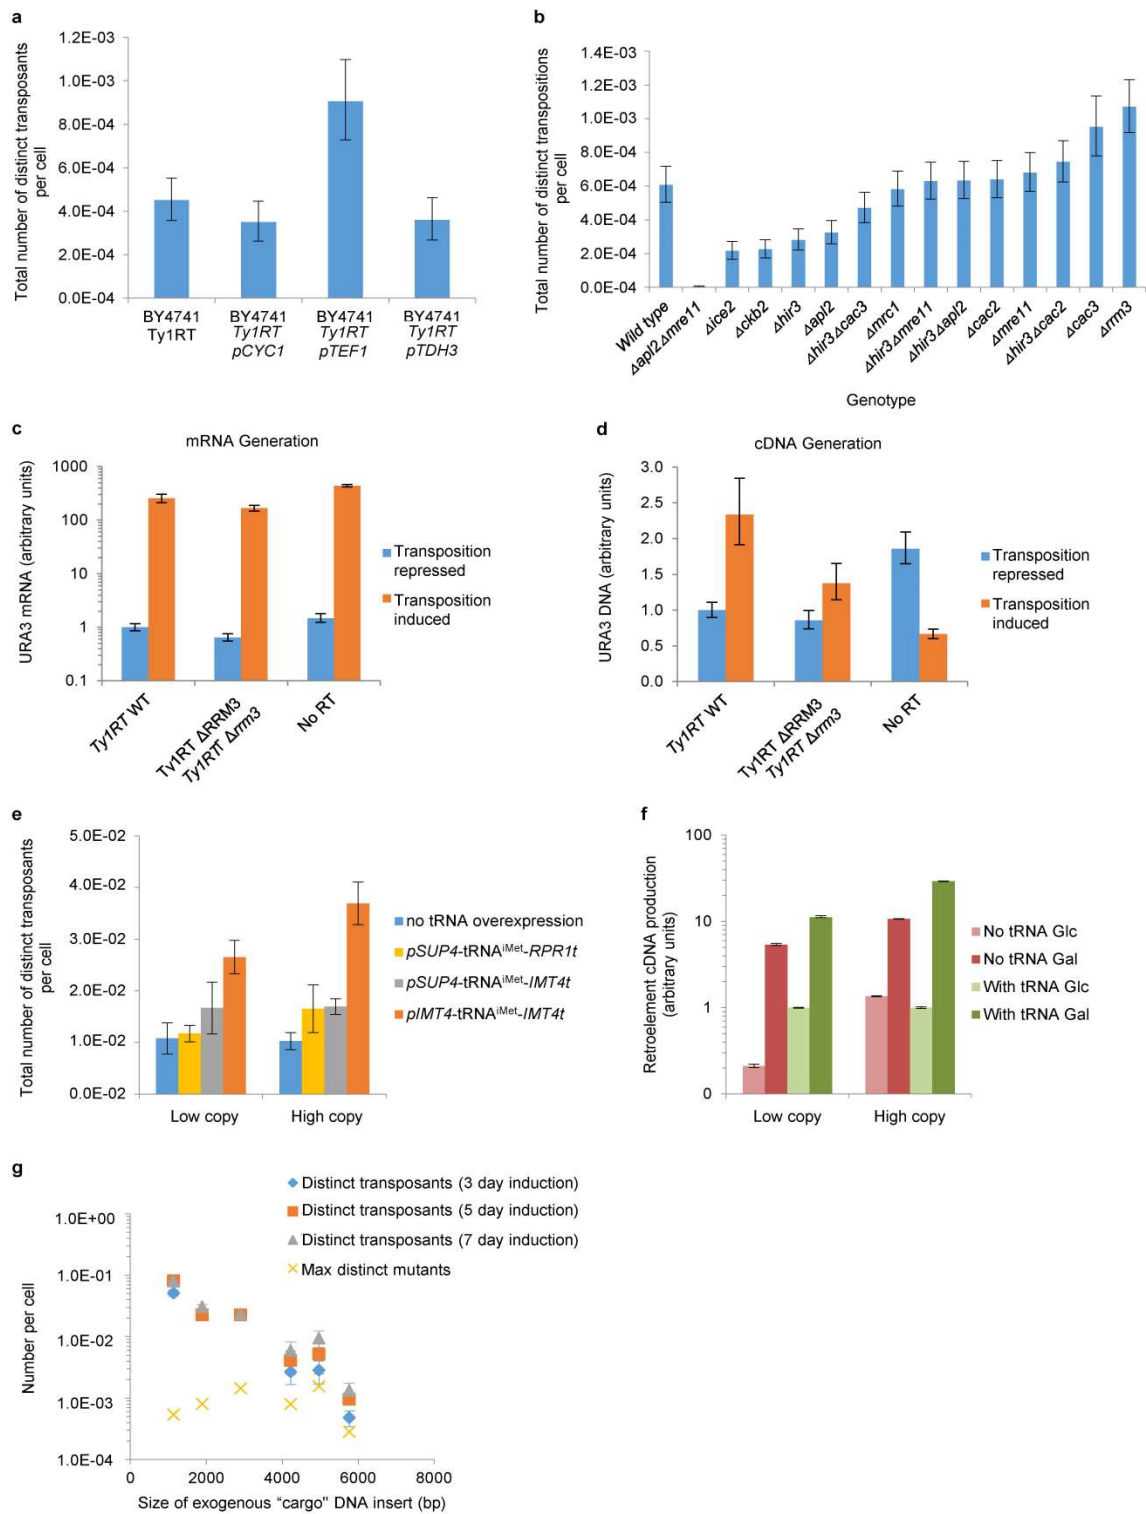 a
Total number of distinct transposants
per cell
1.2E-03
1.0E-03
8.0E-04
6.0E-04
4.0E-04
2.0E-04
0.0E-04
BY4741
Ty1RT
BY4741
Ty1RT
pCYC1
BY4741
Ty1RT
pTEF1
BY4741
Ty1RT
pTDH3
b
Total number of distinct transpositions
per cell
1.4E-03
1.2E-03
1.0E-03
8.0E-04
6.0E-04
4.0E-04
2.0E-04
0.0E-04
Wild type
Δapl2 Δmre11
Δice2
Δckb2
Δhir3
Δapl2
Δhir3Δcac3
Δmrc1
Δhir3Δmre11
Δhir3Δapl2
Δcac2
Δmre11
Δhir3Δcac2
Δcac3
Δrrm3
Genotype
c
mRNA Generation
URA3 mRNA (arbitrary units)
1000
100
10
1
0.1
Ty1RT WT
Ty1RT ΔRRM3
Ty1RT Δrrm3
No RT
Transposition
repressed
Transposition
induced
d
cDNA Generation
URA3 DNA (arbitrary units)
3.0
2.5
2.0
1.5
1.0
0.5
0.0
Ty1RT WT
Ty1RT ΔRRM3
Ty1RT Δrrm3
No RT
Transposition
repressed
Transposition
induced
e
Total number of distinct transposants
per cell
5.0E-02
4.0E-02
3.0E-02
2.0E-02
1.0E-02
0.0E-02
Low copy
High copy
no tRNA overexpression
pSUP4-tRNAiMet-RPR1t
pSUP4-tRNAiMet-IMT4t
pIMT4-tRNAiMet-IMT4t
f
Retroelement cDNA production
(arbitrary units)
100
10
1
0
Low copy
High copy
No tRNA Glc
No tRNA Gal
With tRNA Glc
With tRNA Gal
g
Distinct transposants (3 day induction)
Distinct transposants (5 day induction)
Distinct transposants (7 day induction)
Max distinct mutants
Number per cell
1.0E+00
1.0E-01
1.0E-02
1.0E-03
1.0E-04
0
2000
4000
6000
8000
Size of exogenous "cargo" DNA insert (bp)